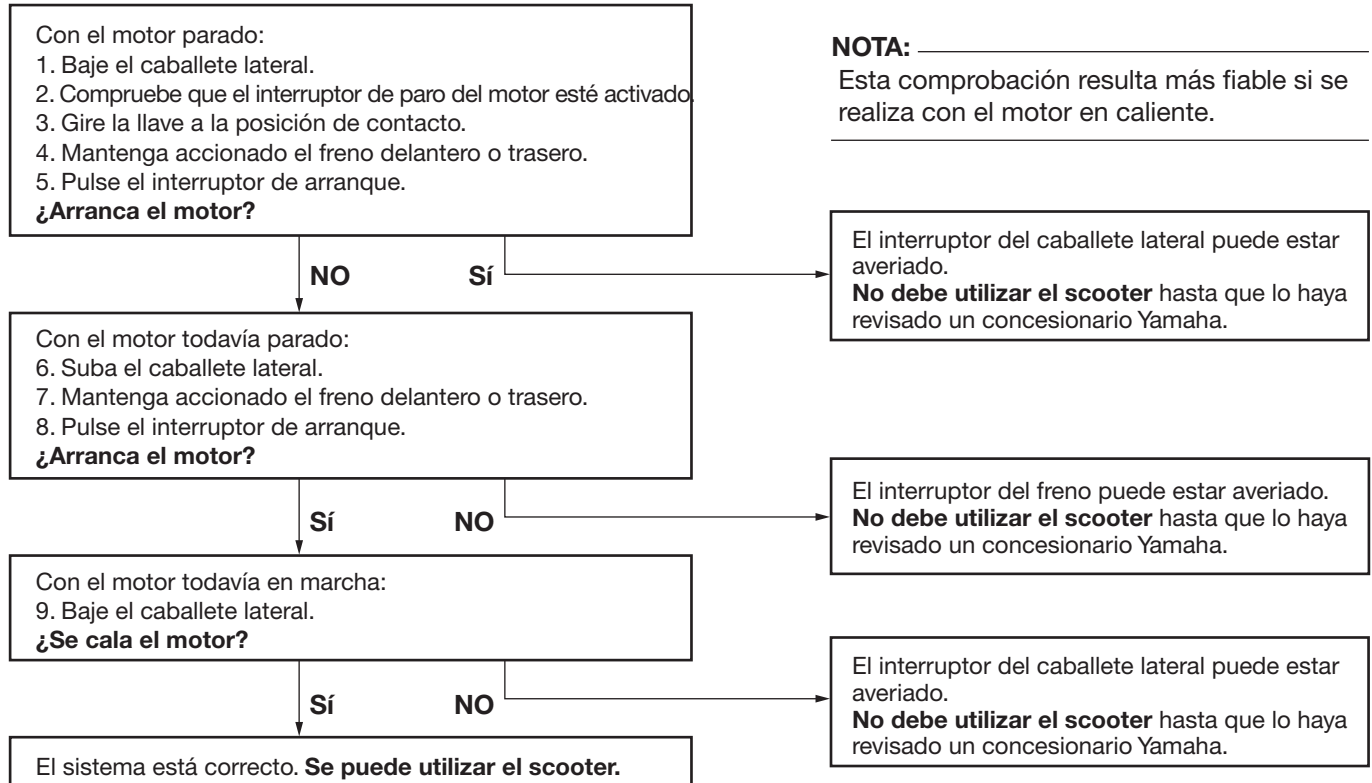 Con el motor parado:
1. Baje el caballete lateral.
2. Compruebe que el interruptor de paro del motor esté activado.
3. Gire la llave a la posición de contacto.
4. Mantenga accionado el freno delantero o trasero.
5. Pulse el interruptor de arranque.
¿Arranca el motor?
NOTA:
Esta comprobación resulta más fiable si se
realiza con el motor en caliente.
NO
Sí
El interruptor del caballete lateral puede estar
averiado.
No debe utilizar el scooter hasta que lo haya
revisado un concesionario Yamaha.
Con el motor todavía parado:
6. Suba el caballete lateral.
7. Mantenga accionado el freno delantero o trasero.
8. Pulse el interruptor de arranque.
¿Arranca el motor?
Sí
NO
El interruptor del freno puede estar averiado.
No debe utilizar el scooter hasta que lo haya
revisado un concesionario Yamaha.
Con el motor todavía en marcha:
9. Baje el caballete lateral.
¿Se cala el motor?
Sí
NO
El interruptor del caballete lateral puede estar
averiado.
No debe utilizar el scooter hasta que lo haya
revisado un concesionario Yamaha.
El sistema está correcto. Se puede utilizar el scooter.